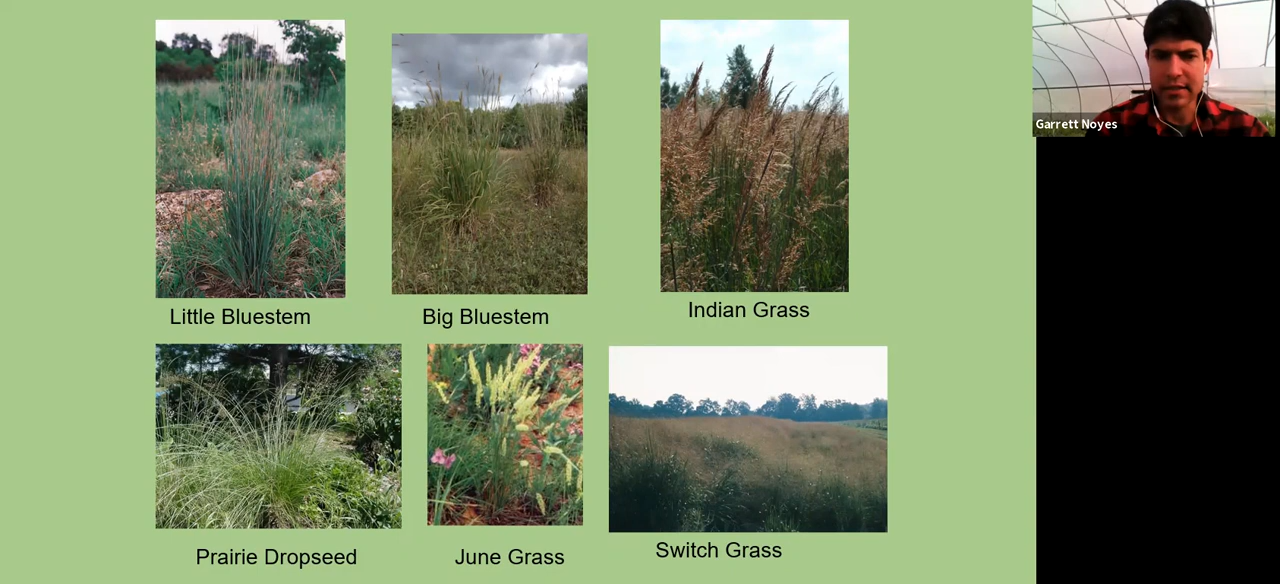 Garrett Noyes
Little Bluestem
Big Bluestem
Indian Grass
Prairie Dropseed
June Grass
Switch Grass